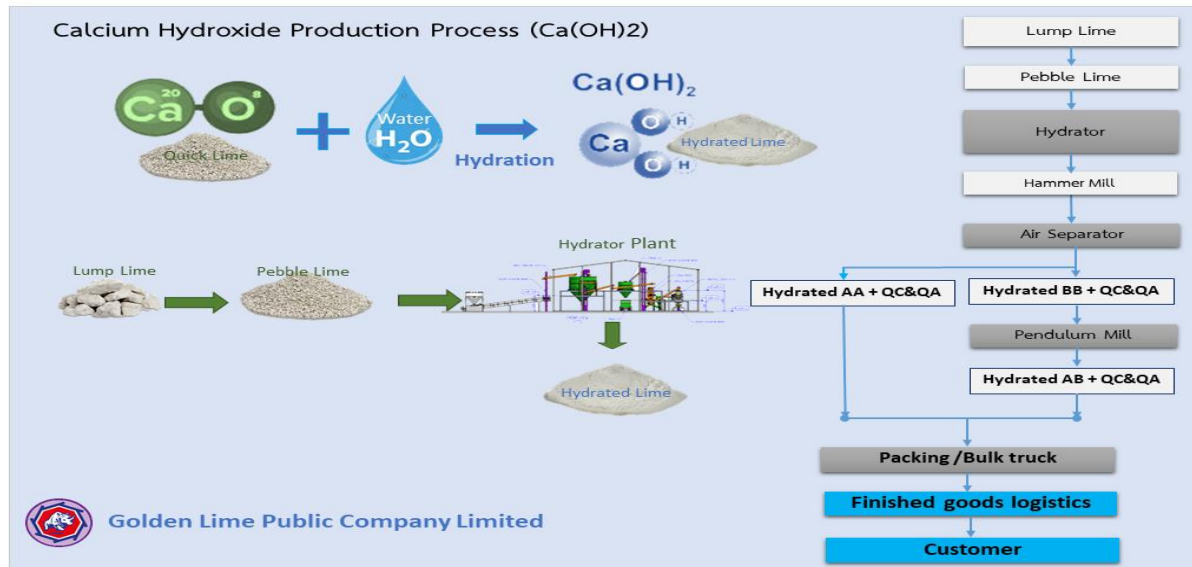 Calcium Hydroxide Production Process (Ca(OH)2)
20
Ca
O
8
Quick Lime
Water
H₂O
Hydration
Ca(OH)₂
Ca
O
H
O
H
Hydrated Lime
Lump Lime
Pebble Lime
Hydrator Plant
Hydrated Lime
Lump Lime
Pebble Lime
Hydrator
Hammer Mill
Air Separator
Hydrated AA + QC&QA
Hydrated BB + QC&QA
Pendulum Mill
Hydrated AB + QC&QA
Packing /Bulk truck
Finished goods logistics
Customer
Golden Lime Public Company Limited